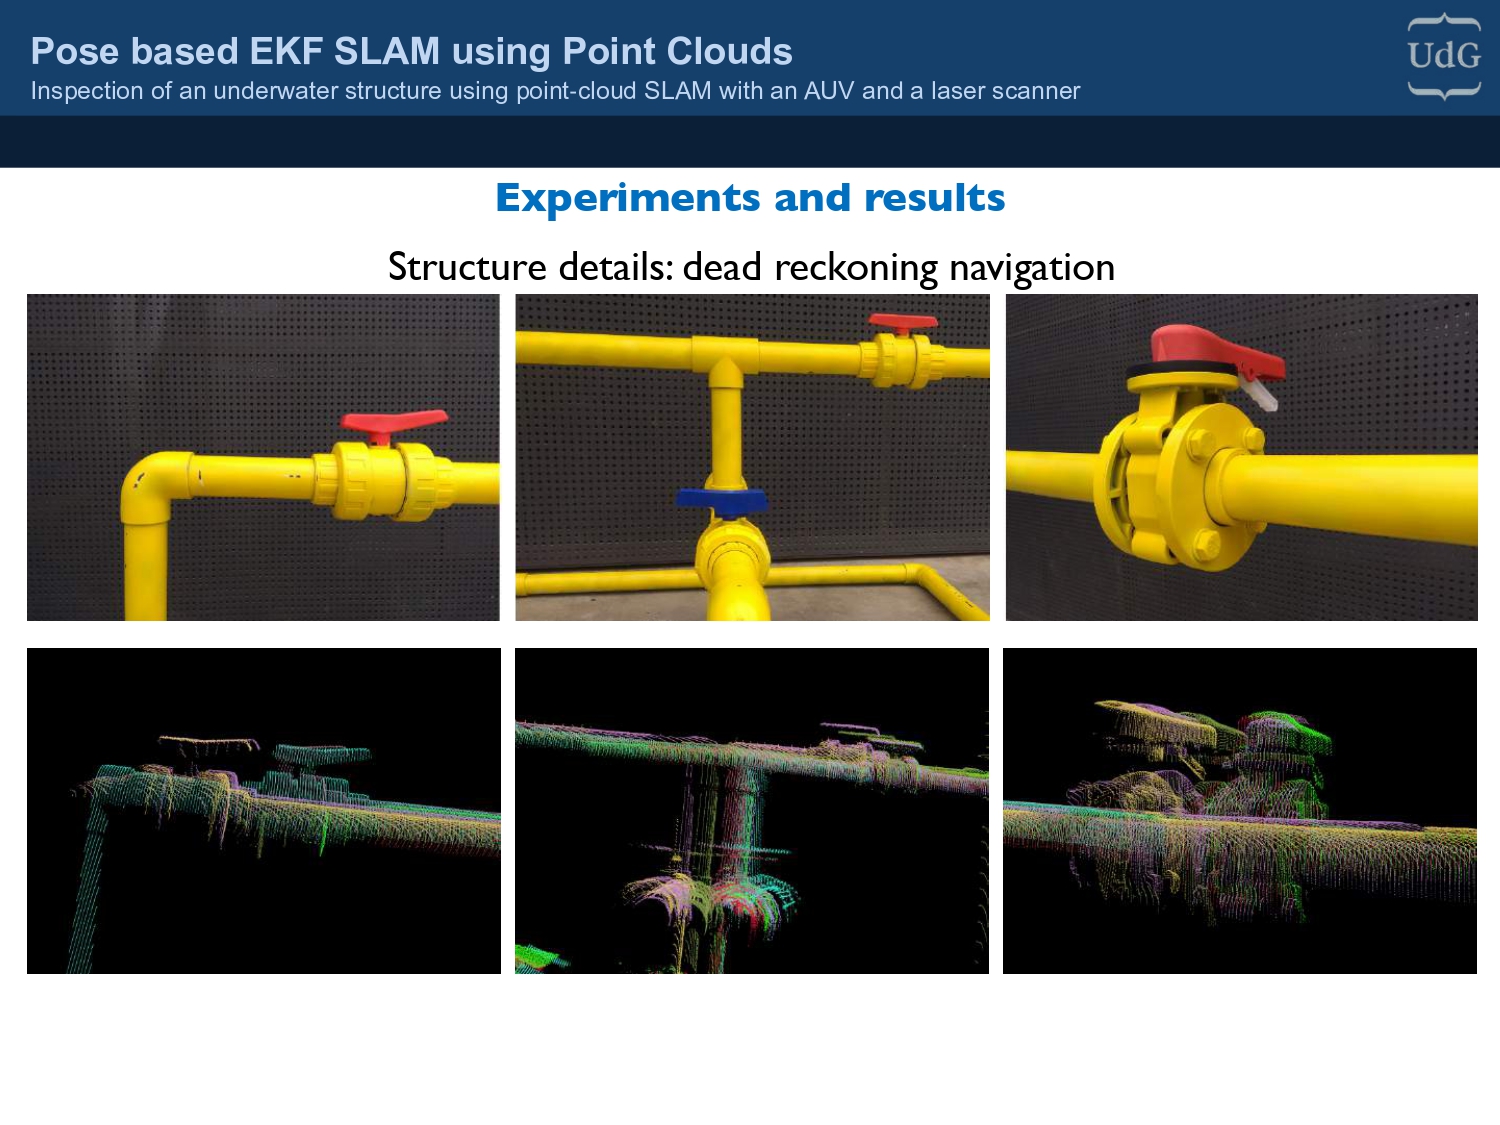 Pose based EKF SLAM using Point Clouds
Inspection of an underwater structure using point-cloud SLAM with an AUV and a laser scanner
UdG
Experiments and results
Structure details: dead reckoning navigation